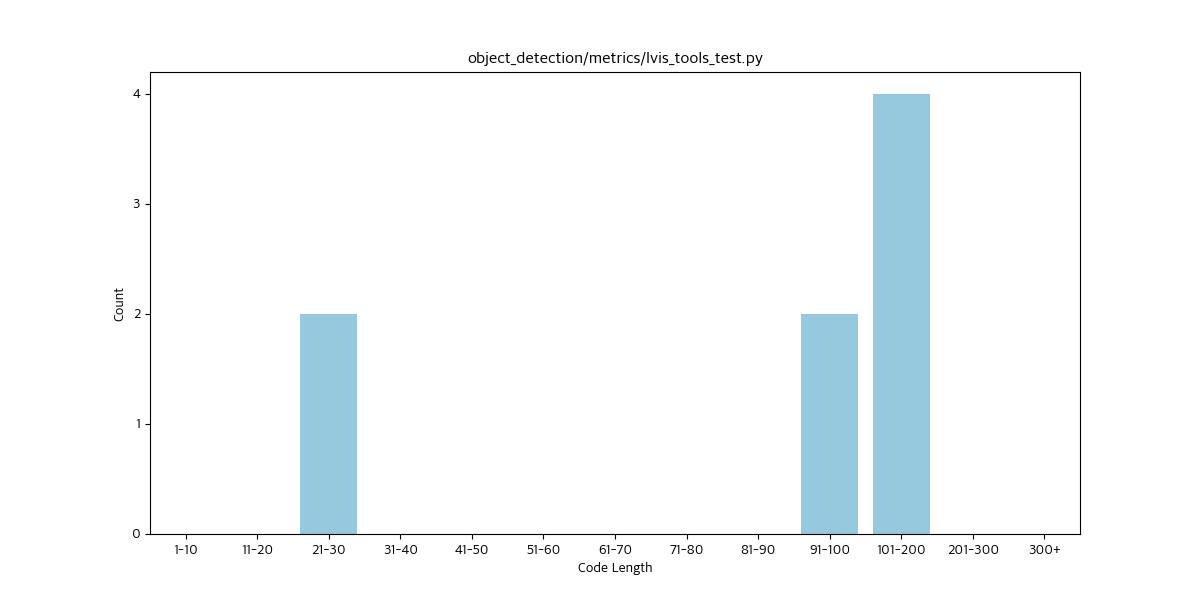 object_detection/metrics/lvis_tools_test.py
4
3
2
1
0
Count
1-10 11-20 21-30 31-40 41-50 51-60 61-70 71-80 81-90 91-100 101-200 201-300 300+
Code Length